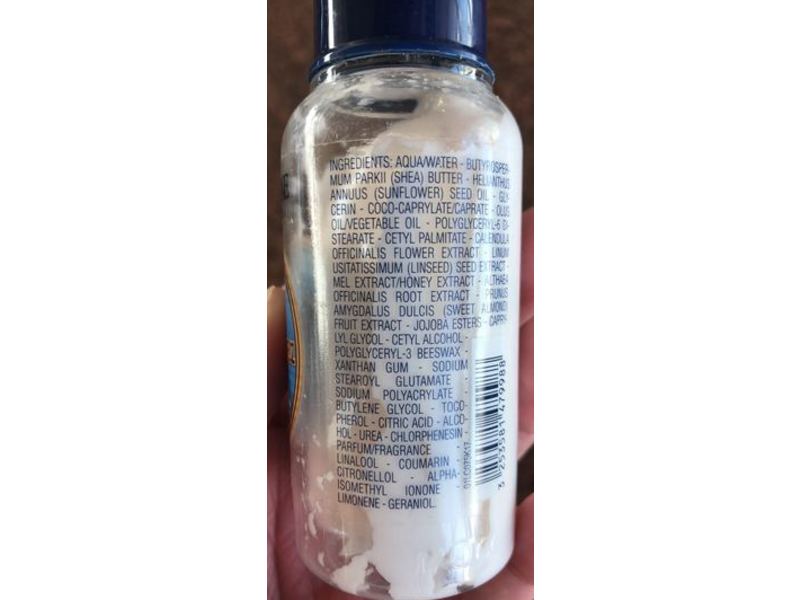 INGREDIENTS: AQUA/WATER - BUTYROSPER-
MUM PARKII (SHEA) BUTTER - HELIANTHUS
ANNUUS (SUNFLOWER) SEED OIL - GLY-
CERIN - COCO-CAPRYLATE/CAPRATE - OLUS
OIL/VEGETABLE OIL - POLYGLYCERYL-6 DI-
STEARATE - CETYL PALMITATE - CALENDULA
OFFICINALIS FLOWER EXTRACT - LINUM
USITATISSIMUM (LINSEED) SEED EXTRACT -
MEL EXTRACT/HONEY EXTRACT - ALTHAEA
OFFICINALIS ROOT EXTRACT - PRUNUS
AMYGDALUS DULCIS (SWEET ALMOND)
FRUIT EXTRACT - JOJOBA ESTERS - CAPRY-
LYL GLYCOL - CETYL ALCOHOL -
POLYGLYCERYL-3 BEESWAX -
XANTHAN GUM - SODIUM
STEAROYL GLUTAMATE -
SODIUM POLYACRYLATE -
BUTYLENE GLYCOL - TOCO-
PHEROL - CITRIC ACID - ALCO-
HOL - UREA - CHLORPHENESIN -
PARFUM/FRAGRANCE -
LINALOOL - COUMARIN -
CITRONELLOL - ALPHA-
ISOMETHYL IONONE -
LIMONENE - GERANIOL.
3 253581 479988